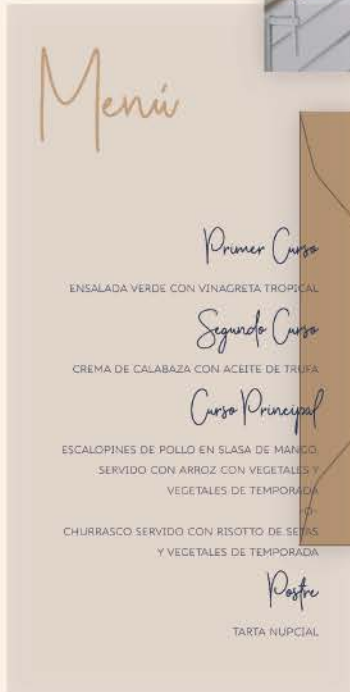 Menú
Primer Curso
ENSALADA VERDE CON VINAGRETA TROPICAL
Segundo Curso
CREMA DE CALABAZA CON ACEITE DE TRUFA
Curso Principal
ESCALOPINES DE POLLO EN SLASA DE MANGO,
SERVIDO CON ARROZ CON VEGETALES Y
VEGETALES DE TEMPORADA
-O-
CHURRASCO SERVIDO CON RISOTTO DE SETAS
Y VEGETALES DE TEMPORADA
Postre
TARTA NUPCIAL